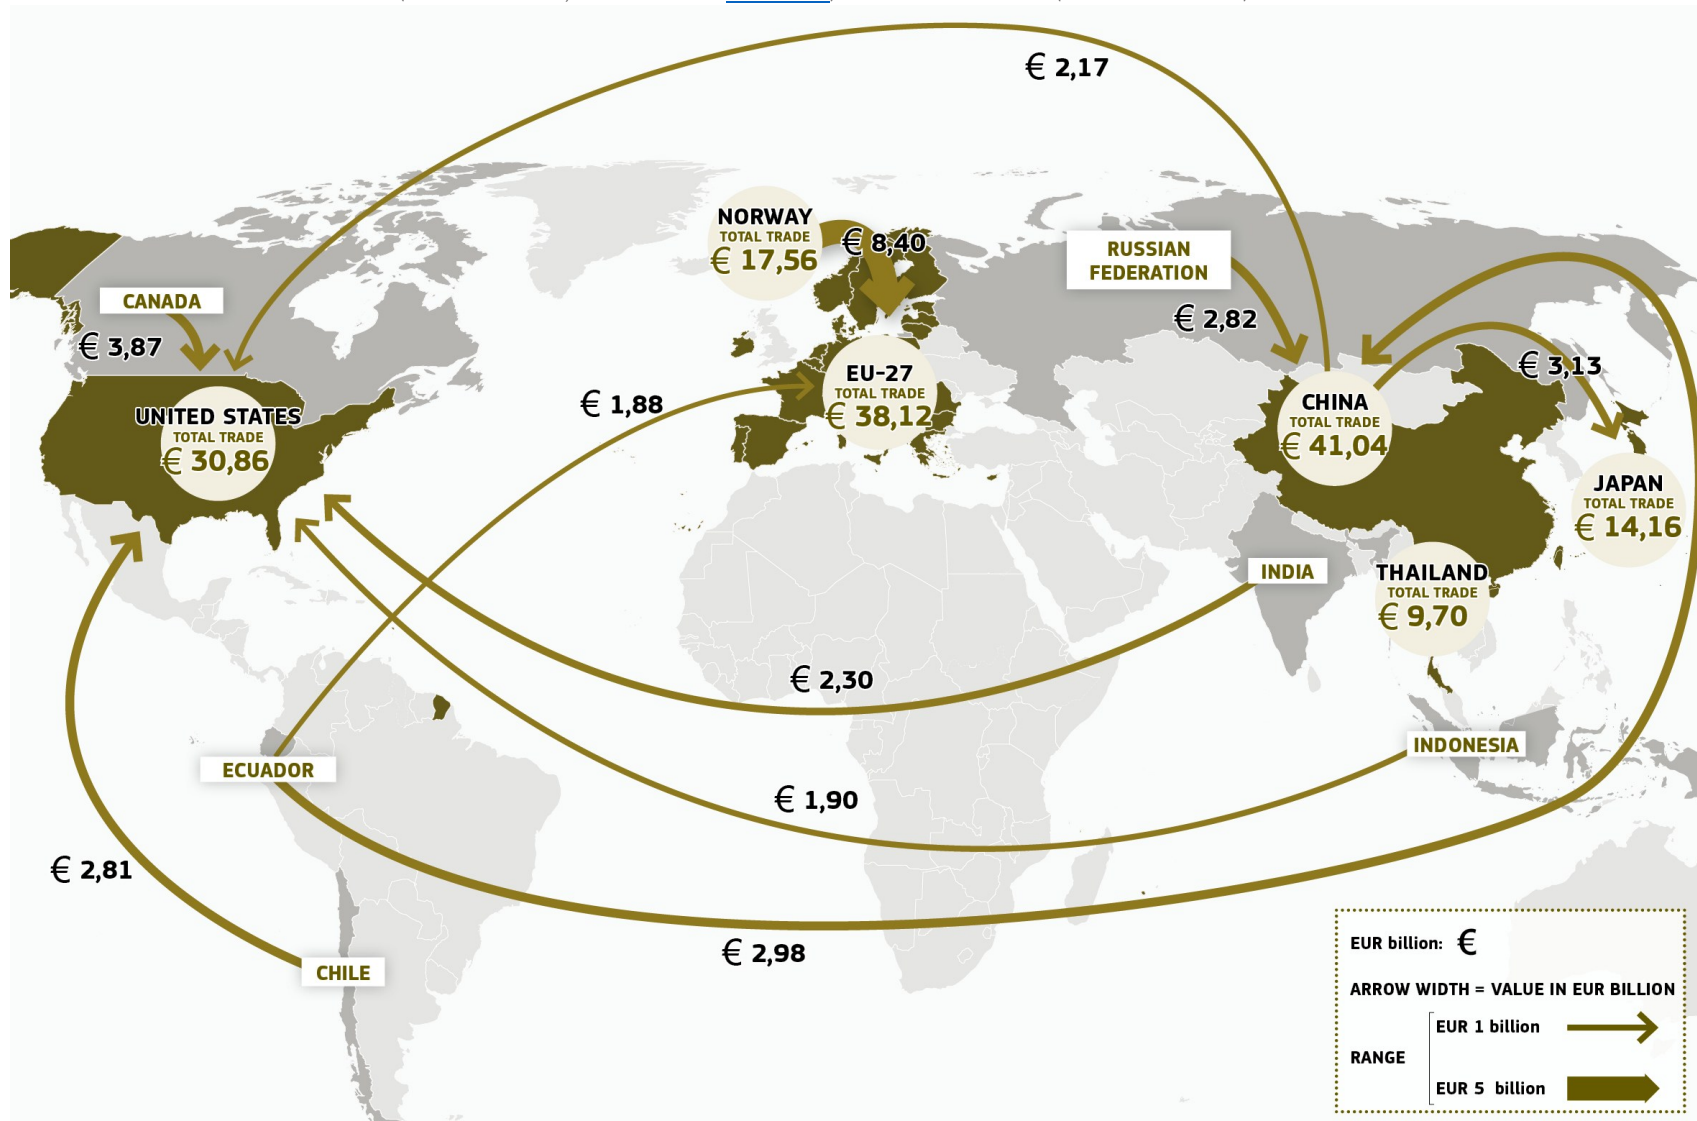 € 2,17
NORWAY
TOTAL TRADE
€ 17,56
€ 8,40
RUSSIAN
FEDERATION
€ 2,82
CANADA
€ 3,87
EU-27
TOTAL TRADE
€ 38,12
€ 1,88
UNITED STATES
TOTAL TRADE
€ 30,86
CHINA
TOTAL TRADE
€ 41,04
€ 3,13
JAPAN
TOTAL TRADE
€ 14,16
INDIA
THAILAND
TOTAL TRADE
€ 9,70
€ 2,30
INDONESIA
ECUADOR
€ 1,90
€ 2,81
€ 2,98
CHILE
EUR billion: €
ARROW WIDTH = VALUE IN EUR BILLION
EUR 1 billion
RANGE
EUR 5 billion